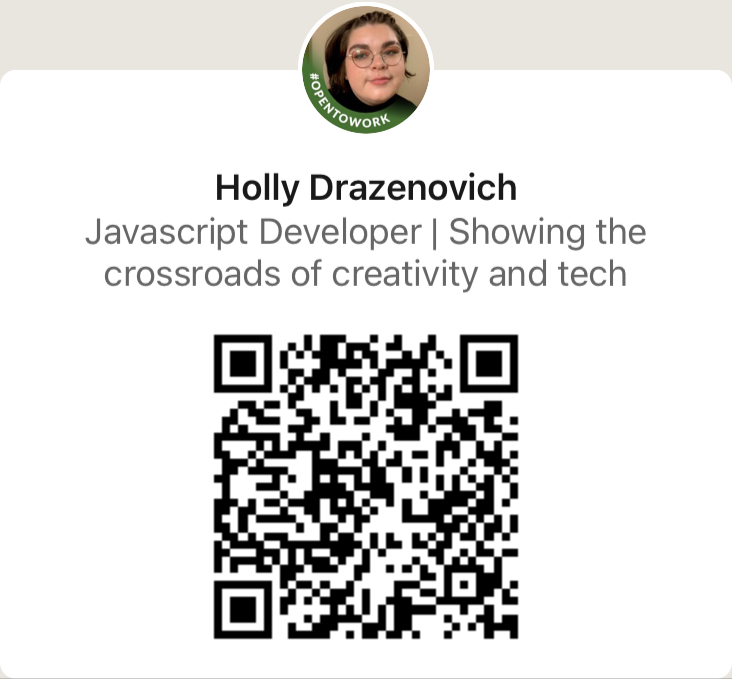 #OPENTOWORK
Holly Drazenovich
Javascript Developer | Showing the
crossroads of creativity and tech